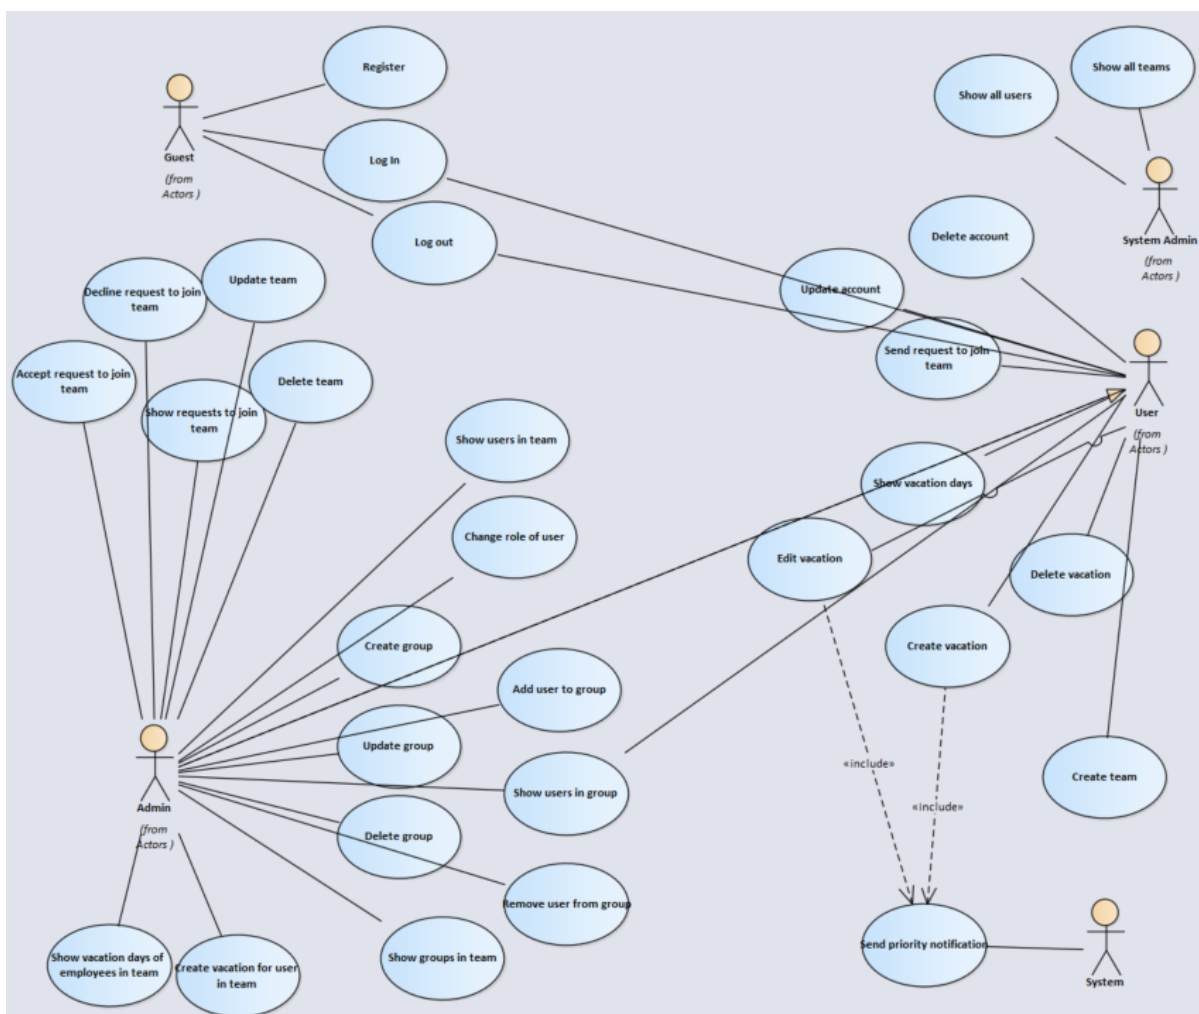 Register
Show all teams
Show all users
Guest
(from
Actors )
Log In
System Admin
(from
Actors )
Log out
Delete account
Decline request to join
team
Update team
Update account
Send request to join
team
Accept request to join
team
Show requests to join
team
Delete team
User
(from
Actors )
Show users in team
Show vacation days
Change role of user
Edit vacation
Delete vacation
Create group
Create vacation
Add user to group
Update group
«include»
Create team
Show users in group
«include»
Admin
(from
Actors )
Delete group
Remove user from group
Send priority notification
Show vacation days of
employees in team
Create vacation for user
in team
Show groups in team
System